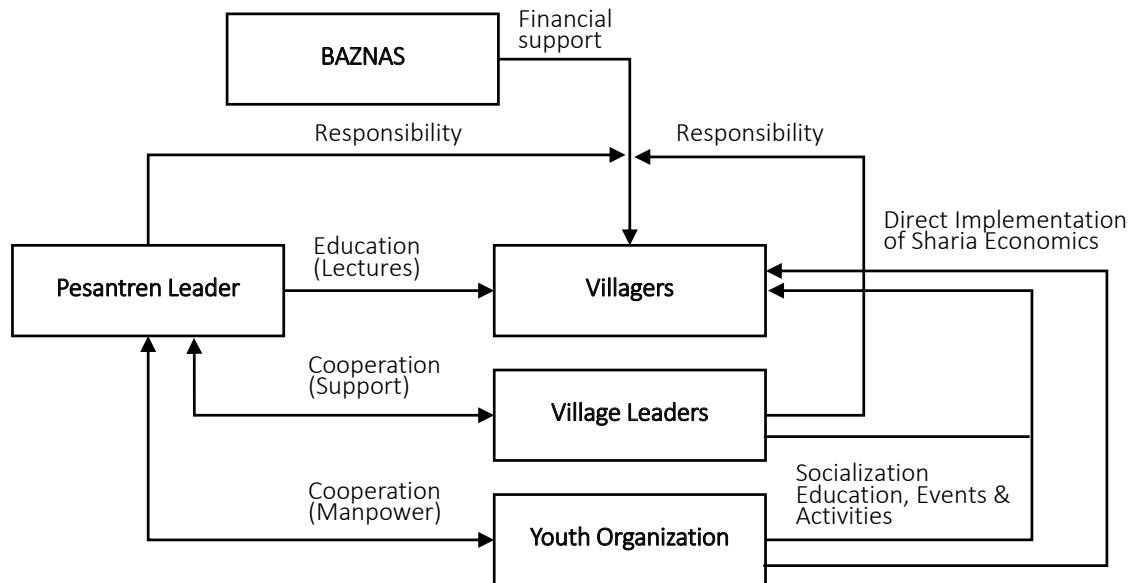 Financial
support
BAZNAS
Responsibility
Responsibility
Direct Implementation
of Sharia Economics
Education
(Lectures)
Pesantren Leader
Villagers
Cooperation
(Support)
Village Leaders
Socialization
Education, Events &
Activities
Cooperation
(Manpower)
Youth Organization